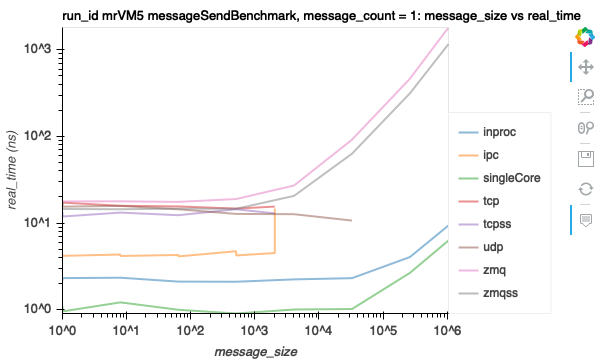 run_id mrVM5 messageSendBenchmark, message_count = 1: message_size vs real_time
real_time (ns)
10^3
10^2
10^1
10^0
10^0 10^1 10^2 10^3 10^4 10^5 10^6
message_size
inproc
ipc
singleCore
tcp
tcpss
udp
zmq
zmqss